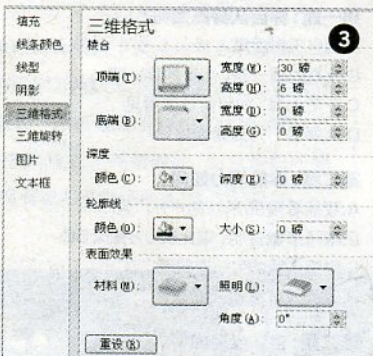 填充
线条颜色
线型
阴影
三维格式
三维旋转
图片
文本框
三维格式
3
棱台
顶端(T):
宽度(W): 30 磅
高度(H): 6 磅
底端(B):
宽度(D): 0 磅
高度(G): 0 磅
深度
颜色(C):
深度(E): 0 磅
轮廓线
颜色(O):
大小(S): 0 磅
表面效果
材料(M):
照明(L):
角度(A): 0°
重设(R)